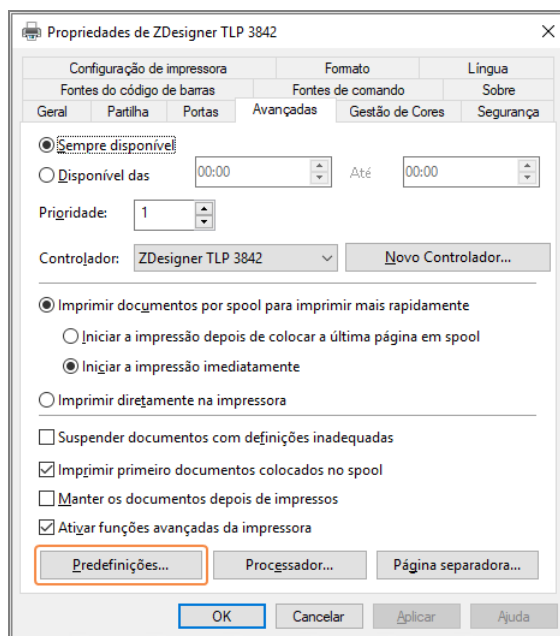 Propriedades de ZDesigner TLP 3842
Configuração de impressora Formato Língua
Fontes do código de barras Fontes de comando Sobre
Geral Partilha Portas Avançadas Gestão de Cores Segurança
Sempre disponível
Disponível das 00:00 Até 00:00
Prioridade: 1
Controlador: ZDesigner TLP 3842 Novo Controlador...
Imprimir documentos por spool para imprimir mais rapidamente
Iniciar a impressão depois de colocar a última página em spool
Iniciar a impressão imediatamente
Imprimir diretamente na impressora
Suspender documentos com definições inadequadas
Imprimir primeiro documentos colocados no spool
Manter os documentos depois de impressos
Ativar funções avançadas da impressora
Predefinições... Processador... Página separadora...
OK Cancelar Aplicar Ajuda